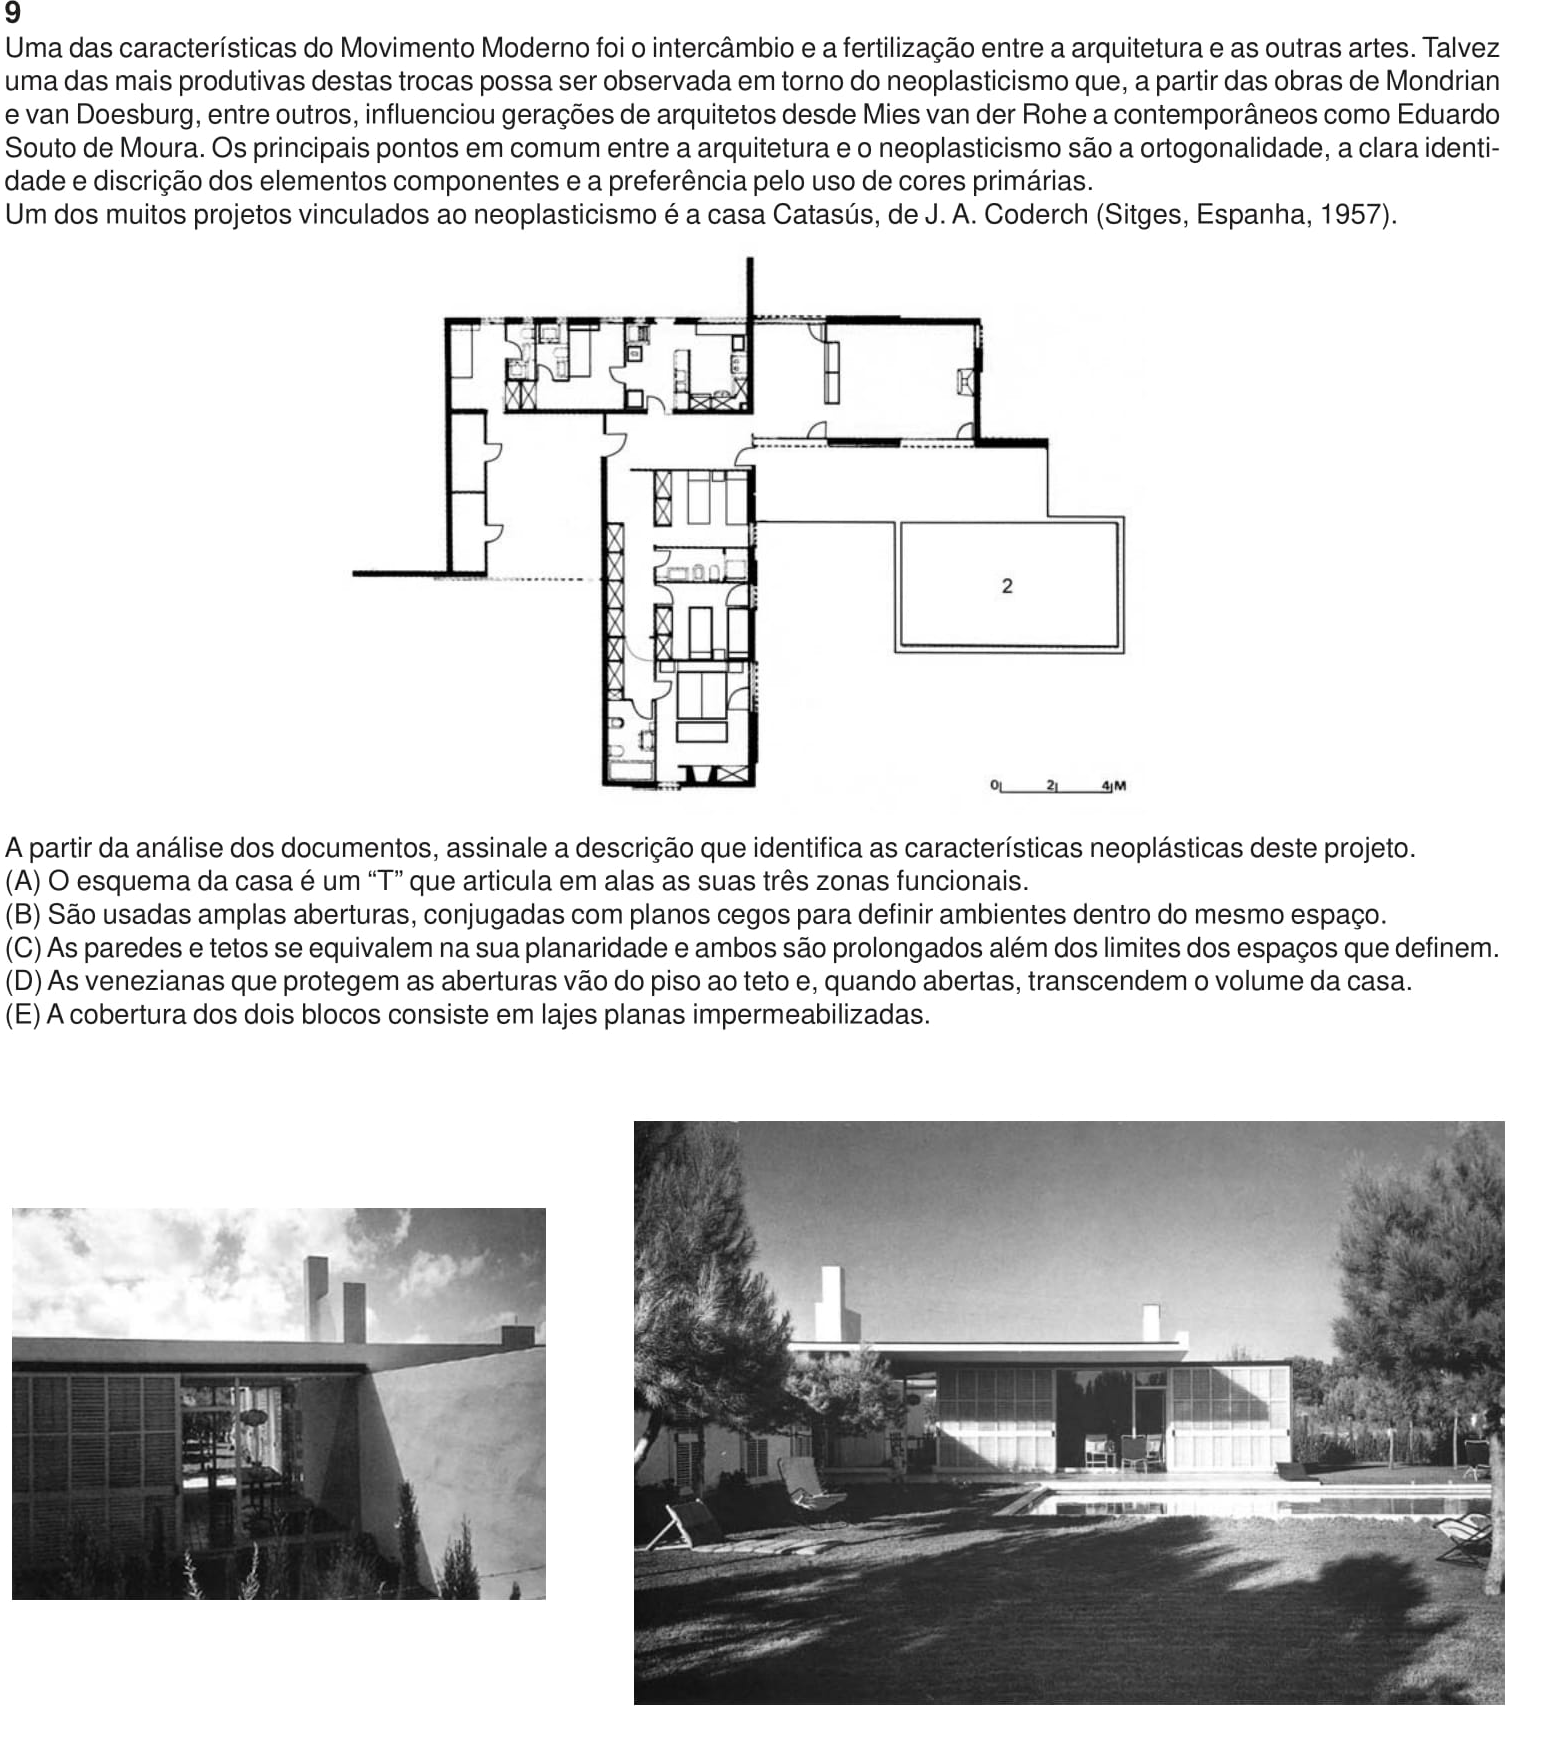 9
Uma das características do Movimento Moderno foi o intercâmbio e a fertilização entre a arquitetura e as outras artes. Talvez
uma das mais produtivas destas trocas possa ser observada em torno do neoplasticismo que, a partir das obras de Mondrian
e van Doesburg, entre outros, influenciou gerações de arquitetos desde Mies van der Rohe a contemporâneos como Eduardo
Souto de Moura. Os principais pontos em comum entre a arquitetura e o neoplasticismo são a ortogonalidade, a clara identi-
dade e discrição dos elementos componentes e a preferência pelo uso de cores primárias.
Um dos muitos projetos vinculados ao neoplasticismo é a casa Catasús, de J. A. Coderch (Sitges, Espanha, 1957).
2
0 2 4 M
A partir da análise dos documentos, assinale a descrição que identifica as características neoplásticas deste projeto.
(A) O esquema da casa é um “T” que articula em alas as suas três zonas funcionais.
(B) São usadas amplas aberturas, conjugadas com planos cegos para definir ambientes dentro do mesmo espaço.
(C) As paredes e tetos se equivalem na sua planaridade e ambos são prolongados além dos limites dos espaços que definem.
(D) As venezianas que protegem as aberturas vão do piso ao teto e, quando abertas, transcendem o volume da casa.
(E) A cobertura dos dois blocos consiste em lajes planas impermeabilizadas.